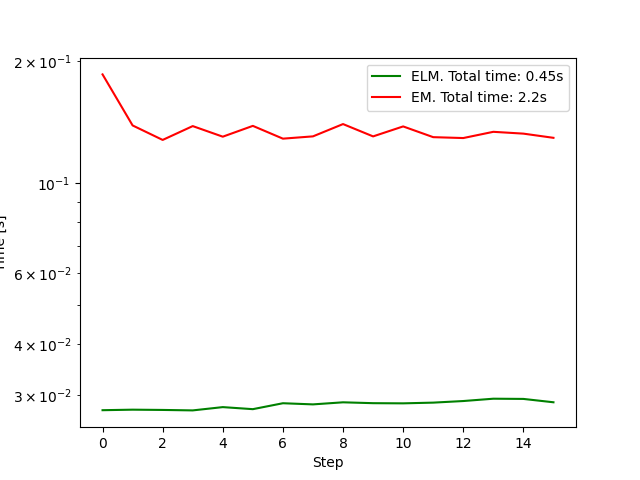 2 × 10⁻¹
10⁻¹
6 × 10⁻²
4 × 10⁻²
3 × 10⁻²
ELM. Total time: 0.45s
EM. Total time: 2.2s
0 2 4 6 8 10 12 14
Step